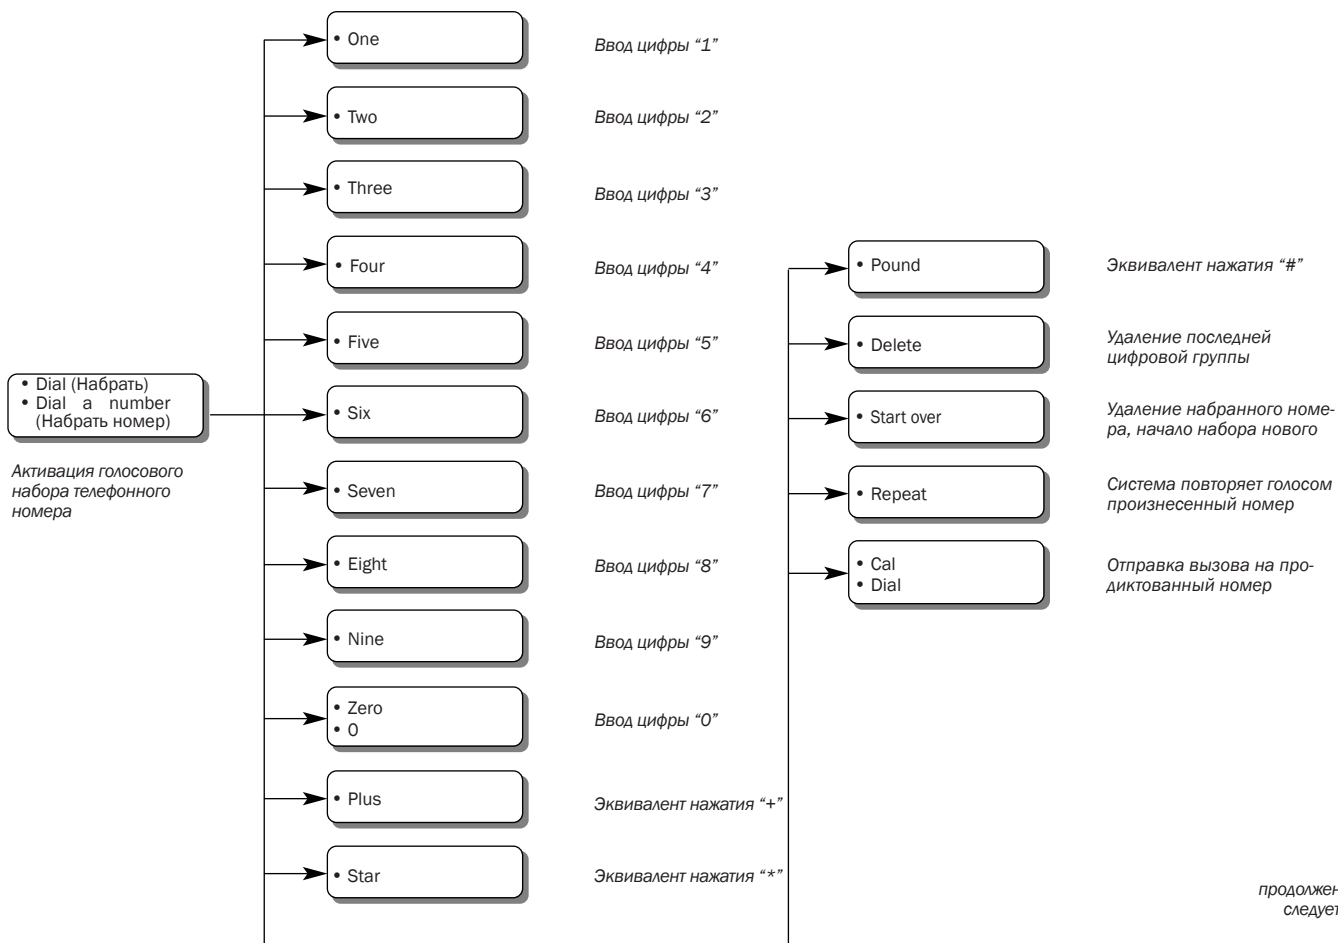 • One
Ввод цифры “1”
• Two
Ввод цифры “2”
• Three
Ввод цифры “3”
• Four
Ввод цифры “4”
• Five
Ввод цифры “5”
• Dial (Набрать)
• Dial a number
(Набрать номер)
Активация голосового
набора телефонного
номера
• Six
Ввод цифры “6”
• Seven
Ввод цифры “7”
• Eight
Ввод цифры “8”
• Nine
Ввод цифры “9”
• Zero
• O
Ввод цифры “0”
• Plus
Эквивалент нажатия “+”
• Star
Эквивалент нажатия “*”
• Pound
Эквивалент нажатия “#”
• Delete
Удаление последней
цифровой группы
• Start over
Удаление набранного номе-
ра, начало набора нового
• Repeat
Система повторяет голосом
произнесенный номер
• Cal
• Dial
Отправка вызова на про-
диктованный номер
продолжен
следует